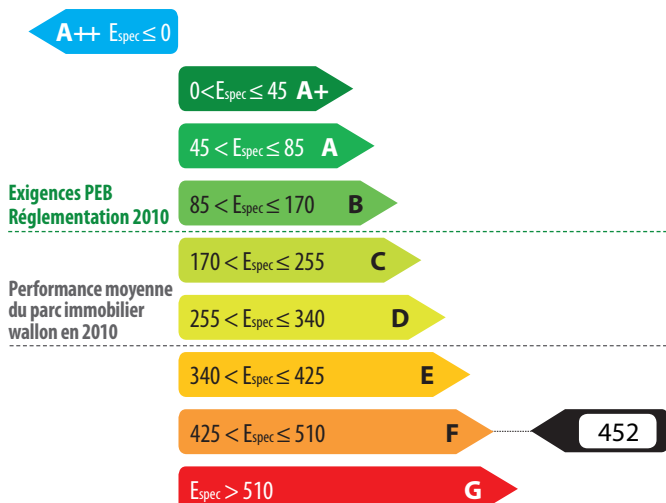 A++ Espec ≤ 0
0<Espec ≤ 45 A+
45 < Espec ≤ 85 A
Exigences PEB
Réglementation 2010
85 < Espec ≤ 170 B
170 < Espec ≤ 255 C
Performance moyenne
du parc immobilier
wallon en 2010
255 < Espec ≤ 340 D
340 < Espec ≤ 425 E
425 < Espec ≤ 510 F
452
Espec > 510 G